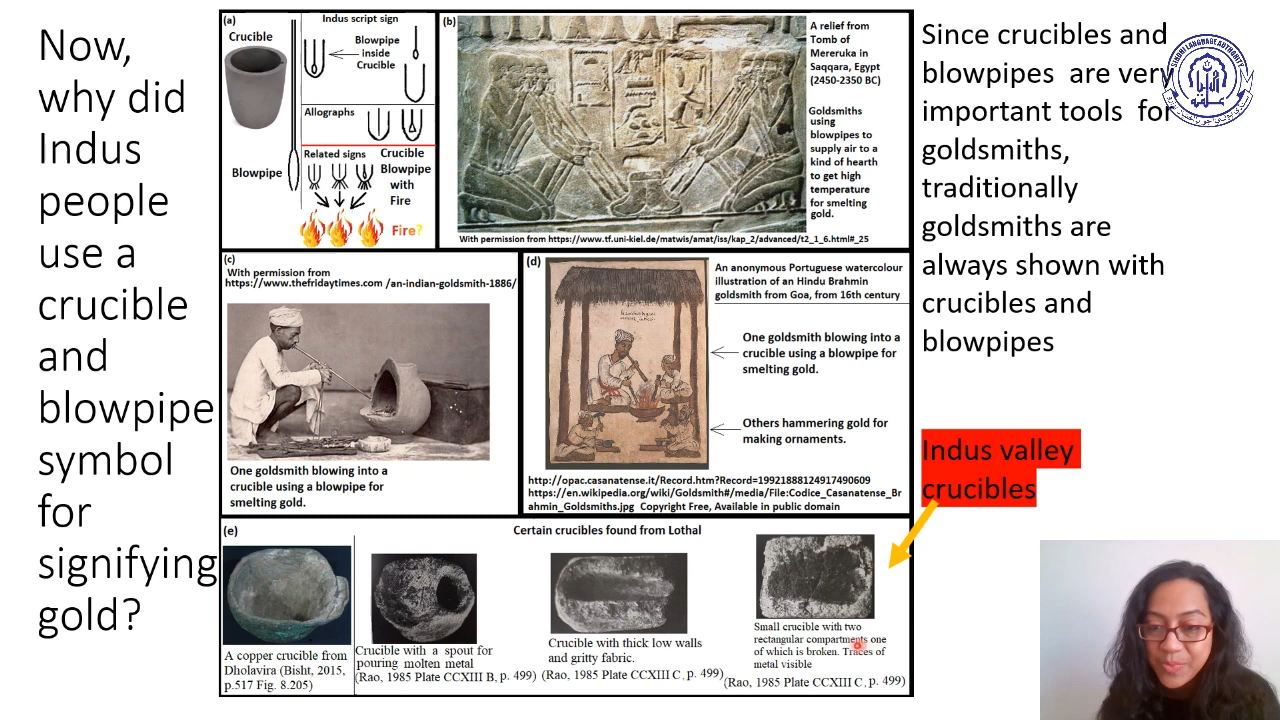 Now,
why did
Indus
people
use a
crucible
and
blowpipe
symbol
for
signifying
gold?
(a)
Indus script sign
Crucible
Blowpipe
inside
Crucible
Allographs
Blowpipe
Related signs
Crucible
Blowpipe
with
Fire
Fire?
(b)
A relief from
Tomb of
Mereruka in
Saqqara, Egypt
(2450-2350 BC)
Goldsmiths
using
blowpipes to
supply air to a
kind of hearth
to get high
temperature
for smelting
gold.
With permission from https://www.tf.uni-kiel.de/matwis/amat/iss/kap_2/advanced/t2_1_6.html#_25
(c)
With permission from
https://www.thefridaytimes.com /an-indian-goldsmith-1886/
One goldsmith blowing into a
crucible using a blowpipe for
smelting gold.
(d)
An anonymous Portuguese watercolour
illustration of an Hindu Brahmin
goldsmith from Goa, from 16th century
One goldsmith blowing into a
crucible using a blowpipe for
smelting gold.
Others hammering gold for
making ornaments.
http://opac.casanatense.it/Record.htm?Record=19921888124917490609
https://en.wikipedia.org/wiki/Goldsmith#/media/File:Codice_Casanatense_Br
ahmin_Goldsmiths.jpg Copyright Free, Available in public domain
(e)
Certain crucibles found from Lothal
A copper crucible from
Dholavira (Bisht, 2015,
p.517 Fig. 8.205)
Crucible with a spout for
pouring molten metal
(Rao, 1985 Plate CCXIII B, p. 499)
Crucible with thick low walls
and gritty fabric.
(Rao, 1985 Plate CCXIII C, p. 499)
Small crucible with two
rectangular compartments one
of which is broken. Traces of
metal visible
(Rao, 1985 Plate CCXIII C, p. 499)
Since crucibles and
blowpipes are very
important tools for
goldsmiths,
traditionally
goldsmiths are
always shown with
crucibles and
blowpipes
Indus valley
crucibles
SINDHI LANGUAGE AUTHORITY